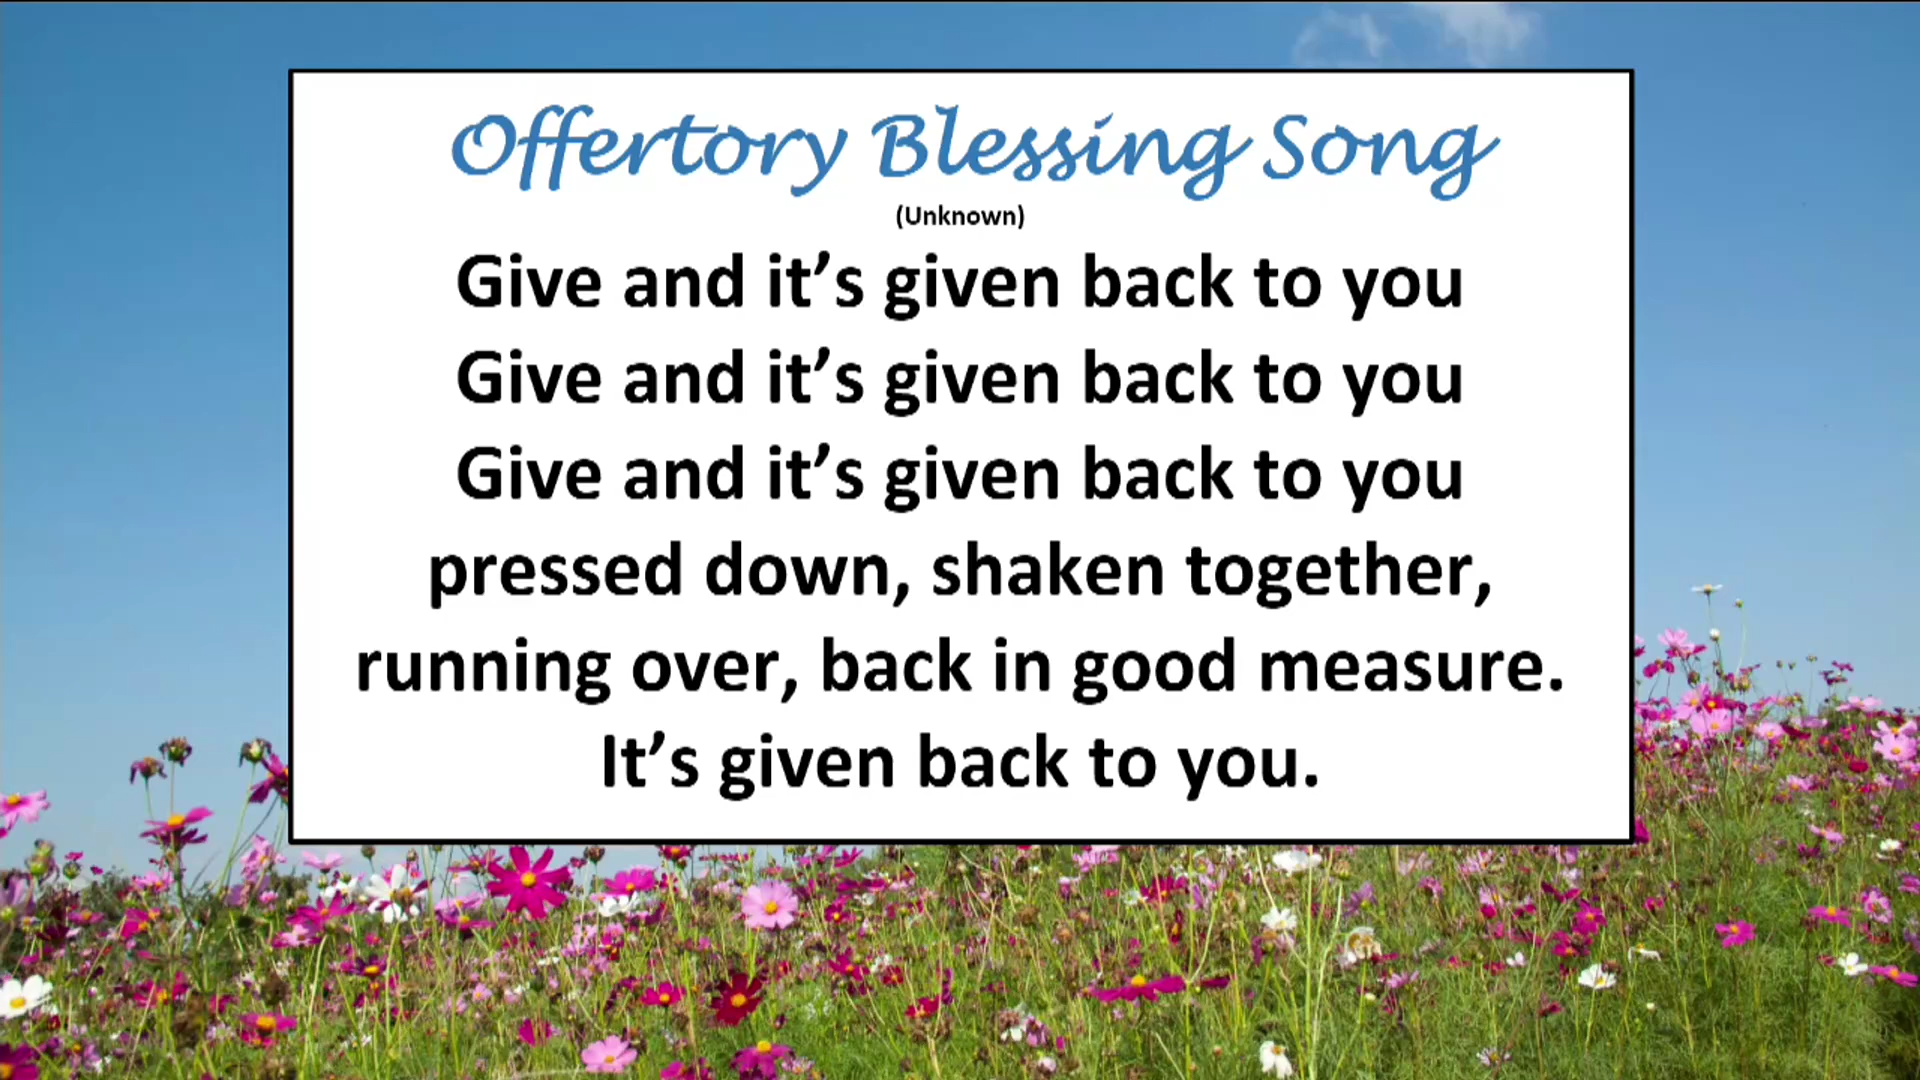 Offertory Blessing Song
(Unknown)
Give and it’s given back to you
Give and it’s given back to you
Give and it’s given back to you
pressed down, shaken together,
running over, back in good measure.
It’s given back to you.